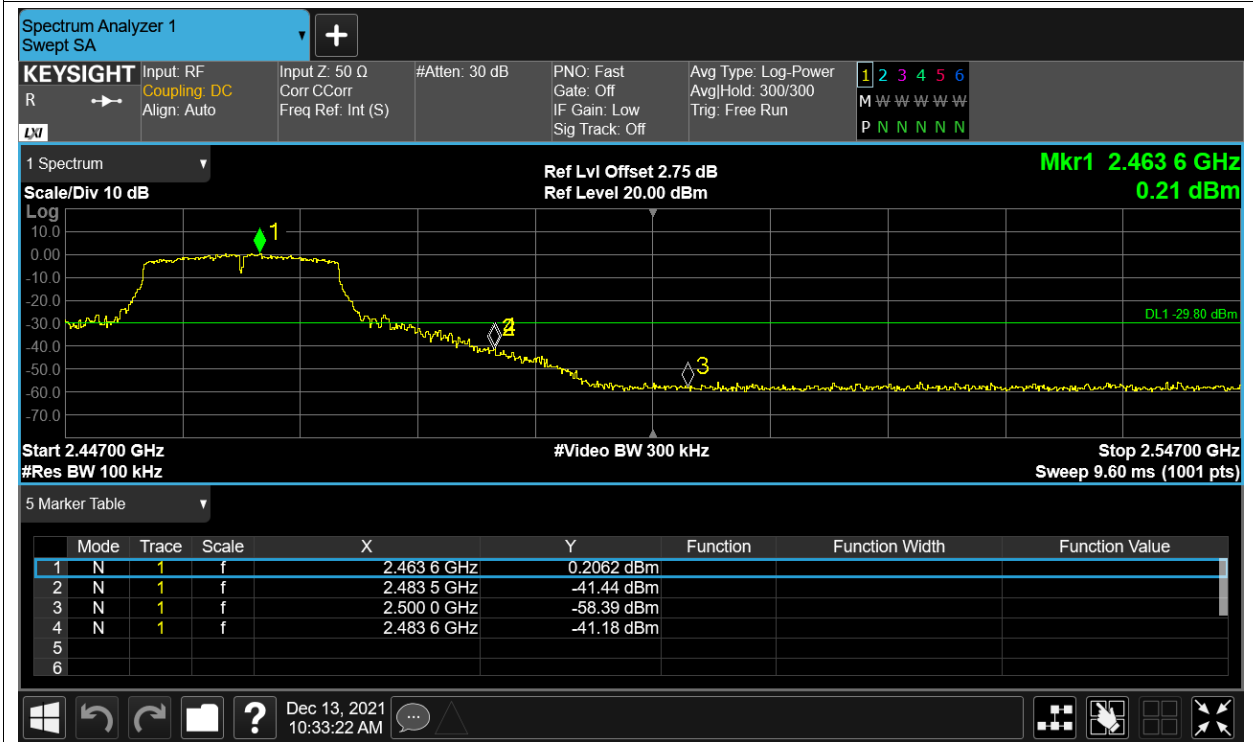 Spectrum Analyzer 1
Swept SA
+
KEYSIGHT Input: RF Input Z: 50 Ω #Atten: 30 dB PNO: Fast Avg Type: Log-Power 1 2 3 4 5 6
R Coupling: DC Corr CCorr Gate: Off Avg|Hold: 300/300 M W W W W W
Align: Auto Freq Ref: Int (S) IF Gain: Low Trig: Free Run
LXI Sig Track: Off P N N N N N
1 Spectrum Ref Lvl Offset 2.75 dB Mkr1 2.463 6 GHz
Scale/Div 10 dB Ref Level 20.00 dBm 0.21 dBm
Log
10.0
0.00
-10.0
-20.0
-30.0
-40.0
-50.0
-60.0
-70.0
1
2
4
3
DL1 -29.80 dBm
Start 2.44700 GHz #Video BW 300 kHz Stop 2.54700 GHz
#Res BW 100 kHz Sweep 9.60 ms (1001 pts)
5 Marker Table
Mode Trace Scale X Y Function Function Width Function Value
1 N 1 f 2.463 6 GHz 0.2062 dBm
2 N 1 f 2.483 5 GHz -41.44 dBm
3 N 1 f 2.500 0 GHz -58.39 dBm
4 N 1 f 2.483 6 GHz -41.18 dBm
5
6
? Dec 13, 2021
10:33:22 AM